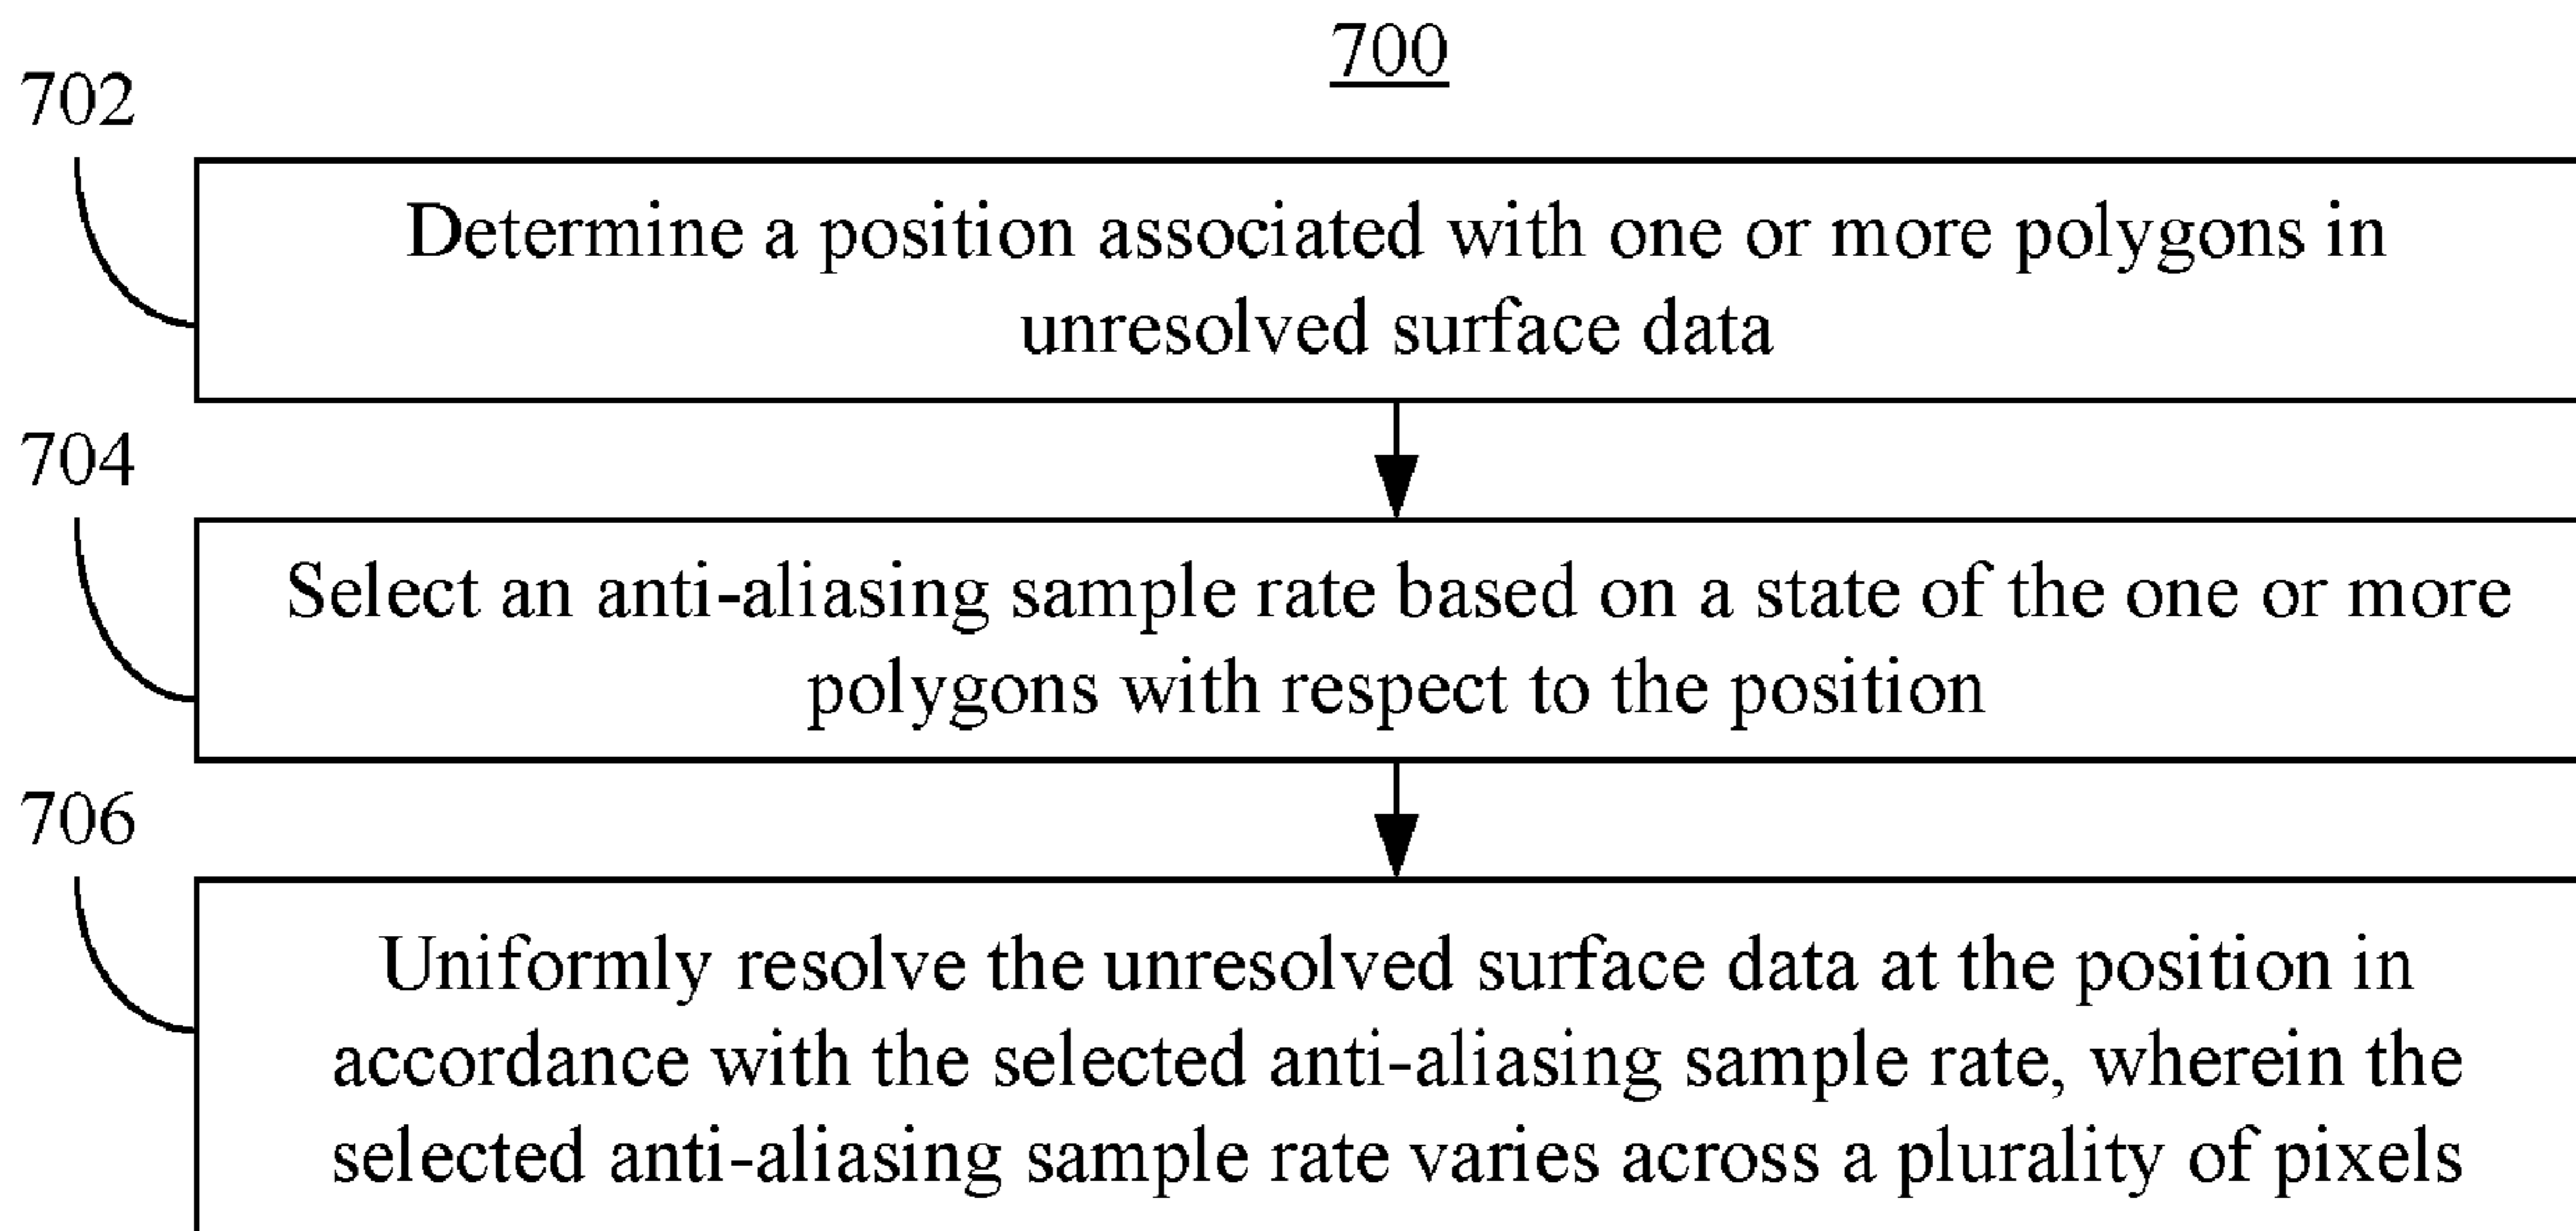 700
702
Determine a position associated with one or more polygons in
unresolved surface data
704
Select an anti-aliasing sample rate based on a state of the one or more
polygons with respect to the position
706
Uniformly resolve the unresolved surface data at the position in
accordance with the selected anti-aliasing sample rate, wherein the
selected anti-aliasing sample rate varies across a plurality of pixels